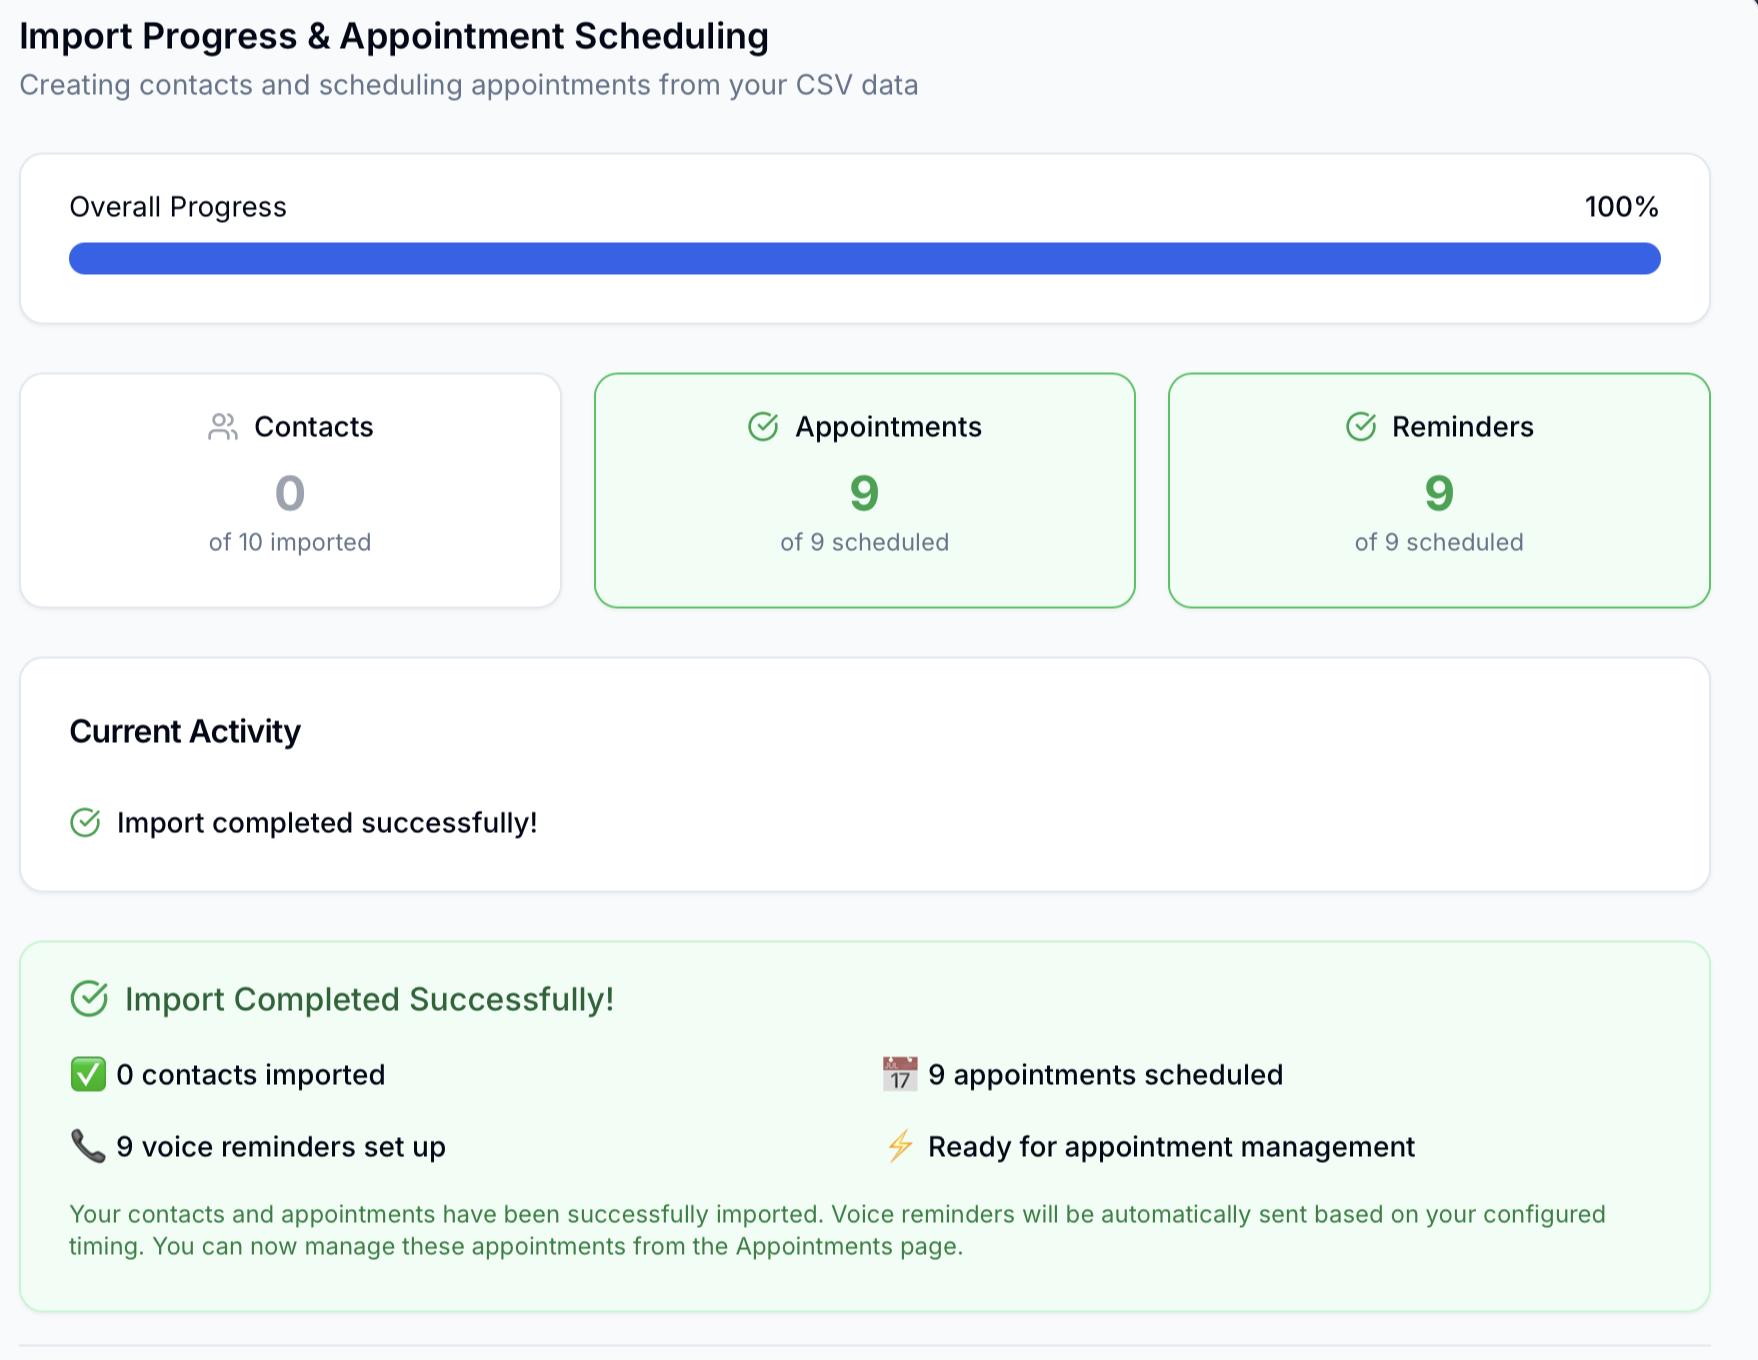 Import Progress & Appointment Scheduling
Creating contacts and scheduling appointments from your CSV data
Overall Progress
100%
Contacts
0
of 10 imported
Appointments
9
of 9 scheduled
Reminders
9
of 9 scheduled
Current Activity
Import completed successfully!
Import Completed Successfully!
✅ 0 contacts imported
📅 9 appointments scheduled
📞 9 voice reminders set up
⚡ Ready for appointment management
Your contacts and appointments have been successfully imported. Voice reminders will be automatically sent based on your configured
timing. You can now manage these appointments from the Appointments page.